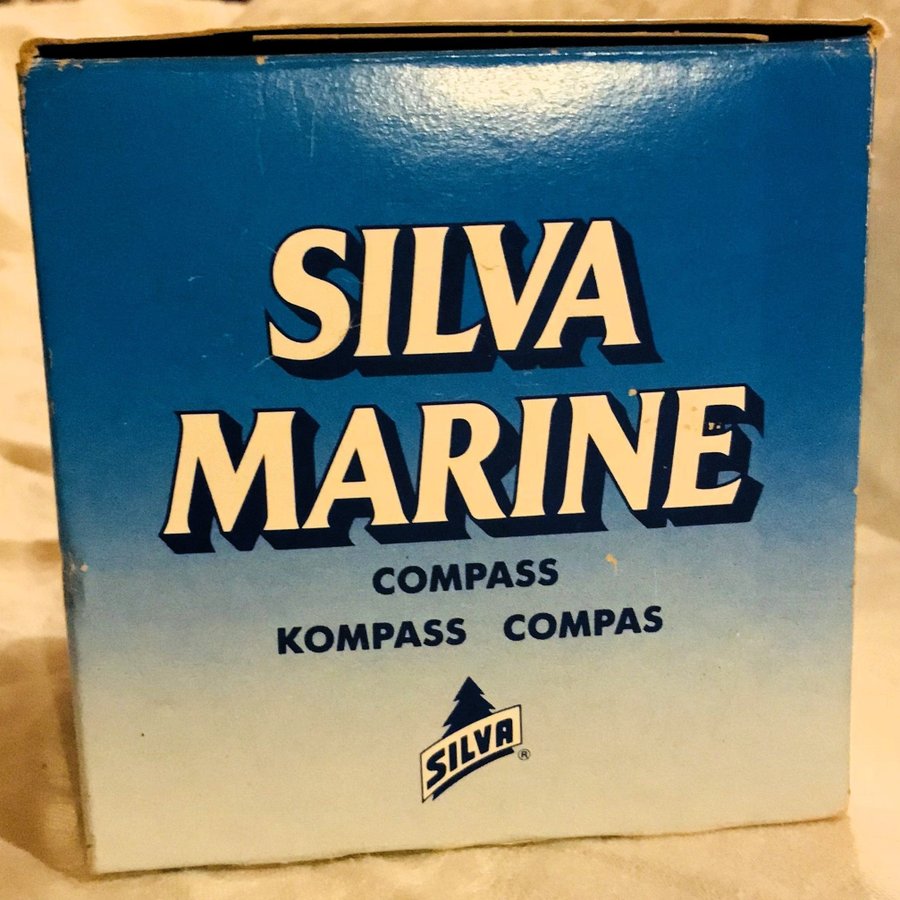 SILVA
MARINE
COMPASS
KOMPASS COMPAS
SILVA ®